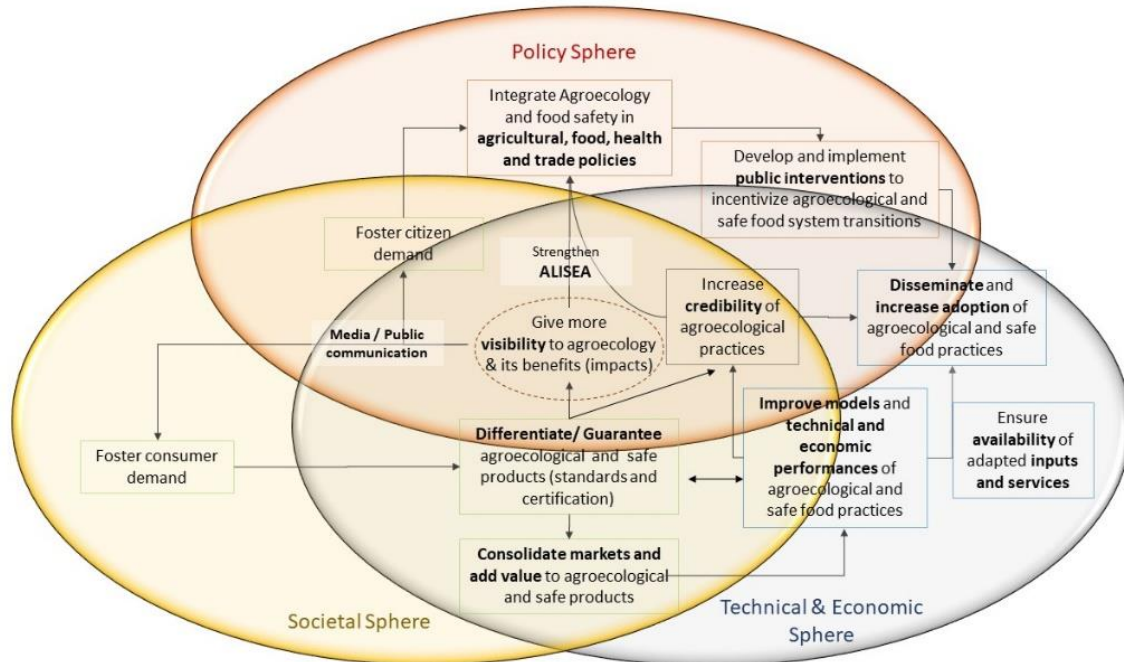 Policy Sphere
Integrate Agroecology
and food safety in
agricultural, food, health
and trade policies
Develop and implement
public interventions to
incentivize agroecological and
safe food system transitions
Foster citizen
demand
Strengthen
ALISEA
Increase
credibility of
agroecological
practices
Disseminate and
increase adoption of
agroecological and safe
food practices
Media / Public
communication
Give more
visibility to agroecology
& its benefits (impacts)
Foster consumer
demand
Differentiate/ Guarantee
agroecological and safe
products (standards and
certification)
Improve models and
technical and
economic
performances of
agroecological and
safe food practices
Ensure
availability of
adapted inputs
and services
Consolidate markets and
add value to agroecological
and safe products
Societal Sphere
Technical & Economic
Sphere